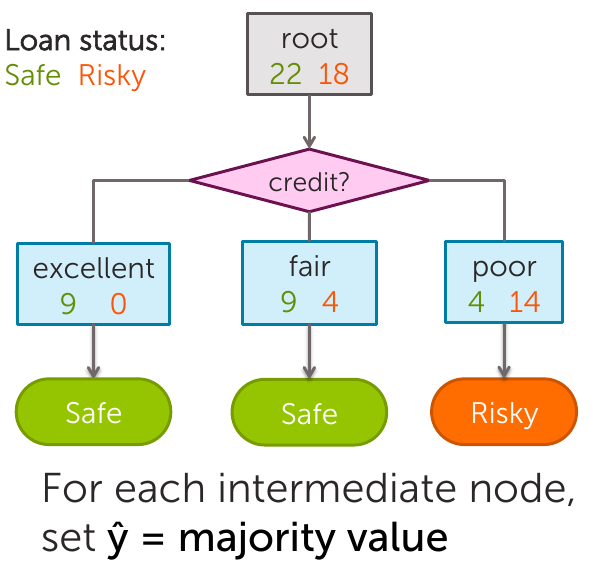 Loan status:
Safe Risky
root
22 18
credit?
excellent
9 0
fair
9 4
poor
4 14
Safe
Safe
Risky
For each intermediate node,
set ŷ = majority value